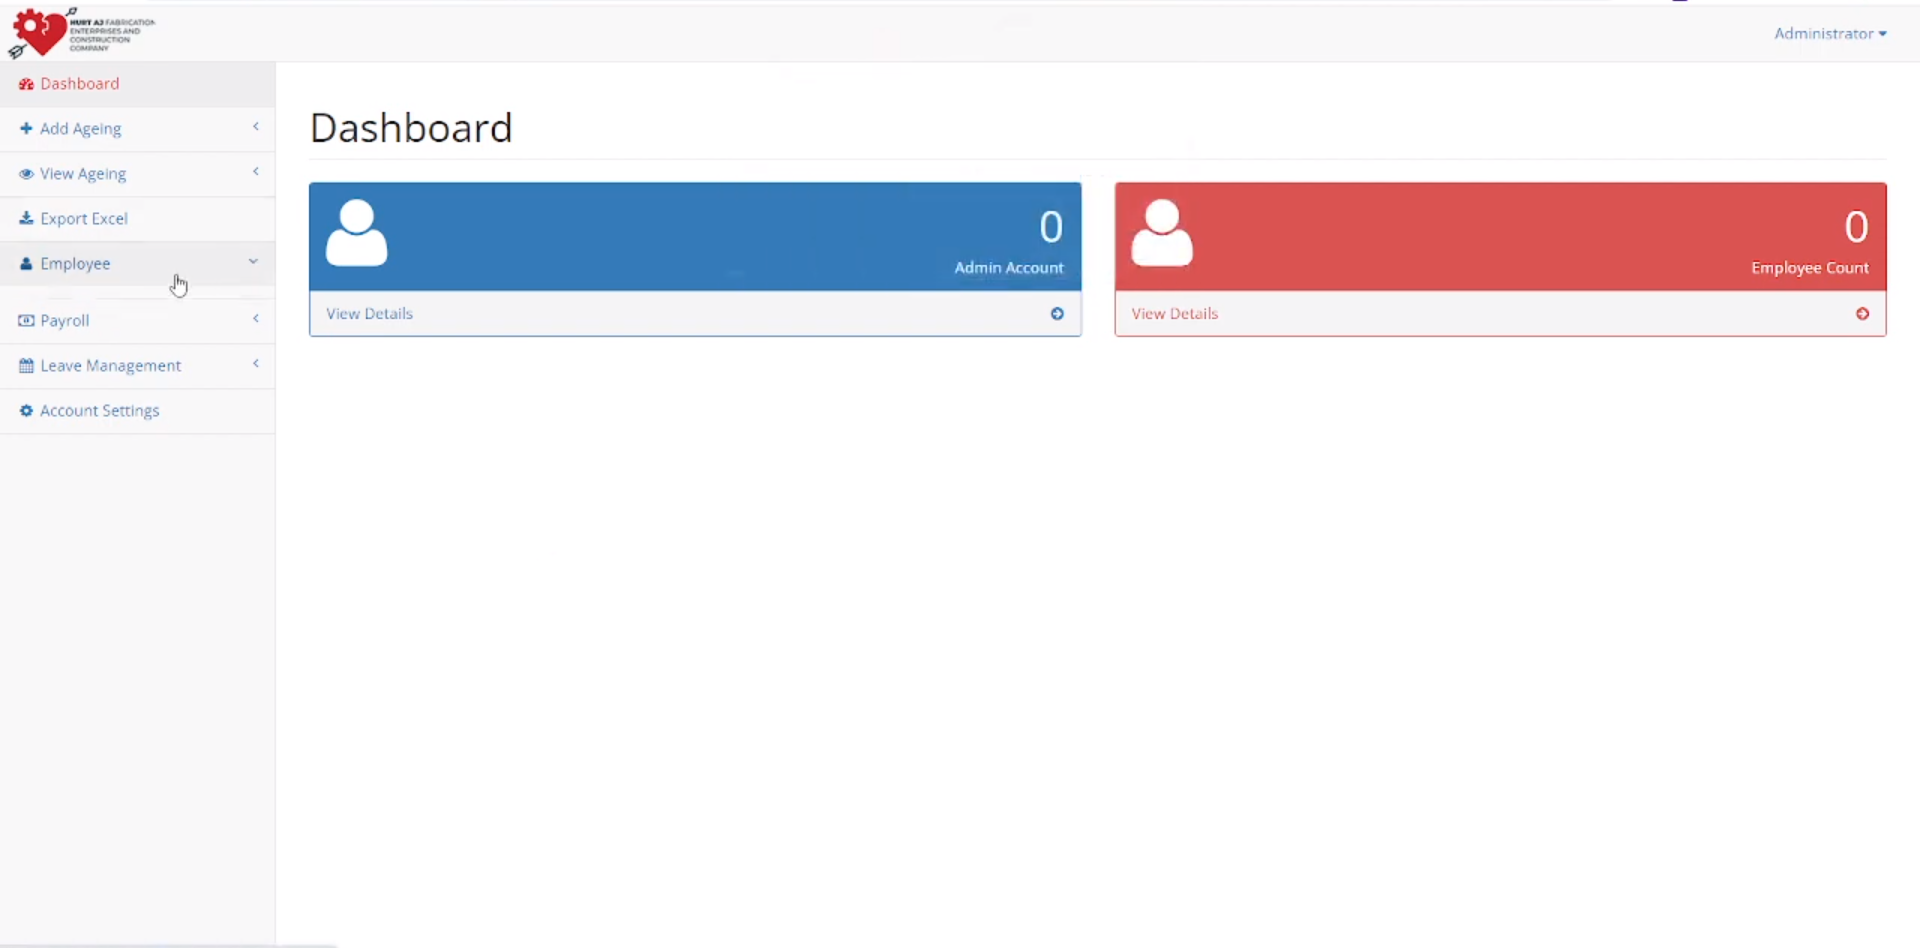 HURT AJ FABRICATION
ENTERPRISES AND
CONSTRUCTION
COMPANY
Administrator
Dashboard
Add Ageing
View Ageing
Export Excel
Employee
Payroll
Leave Management
Account Settings
Dashboard
0
Admin Account
View Details
0
Employee Count
View Details